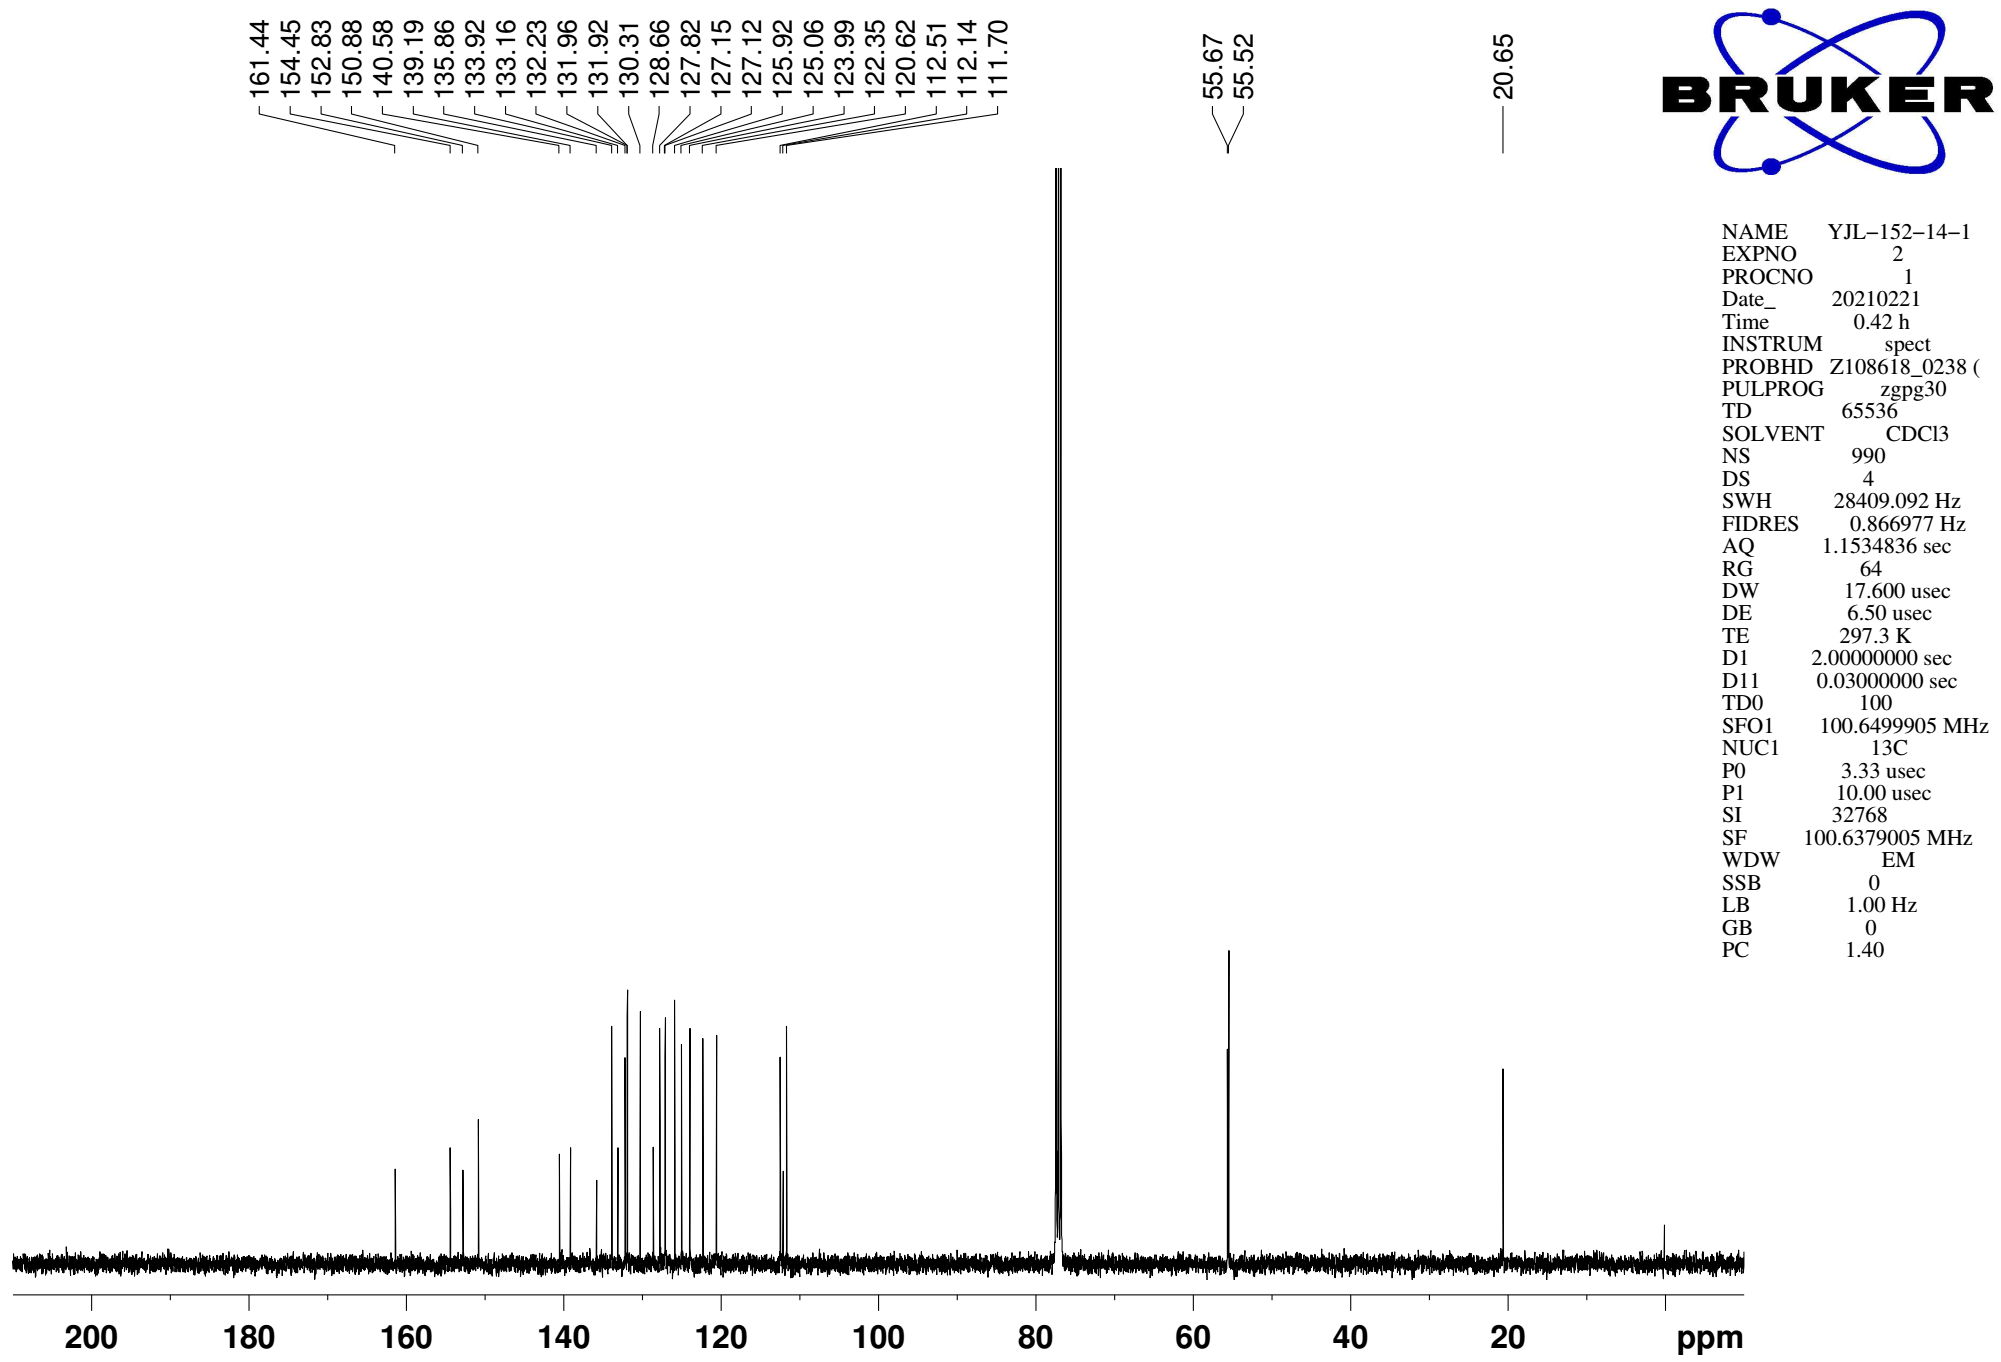 161.44
154.45
152.83
150.88
140.58
139.19
135.86
133.92
133.16
132.23
131.96
131.92
130.31
128.66
127.82
127.15
127.12
125.92
125.06
123.99
122.35
120.62
112.51
112.14
111.70
55.67
55.52
20.65
BRUKER
NAME YJL-152-14-1
EXPNO 2
PROCNO 1
Date_ 20210221
Time 0.42 h
INSTRUM spect
PROBHD Z108618_0238 (
PULPROG zgpg30
TD 65536
SOLVENT CDCl3
NS 990
DS 4
SWH 28409.092 Hz
FIDRES 0.866977 Hz
AQ 1.1534836 sec
RG 64
DW 17.600 usec
DE 6.50 usec
TE 297.3 K
D1 2.00000000 sec
D11 0.03000000 sec
TD0 100
SFO1 100.6499905 MHz
NUC1 13C
P0 3.33 usec
P1 10.00 usec
SI 32768
SF 100.6379005 MHz
WDW EM
SSB 0
LB 1.00 Hz
GB 0
PC 1.40
200 180 160 140 120 100 80 60 40 20 ppm